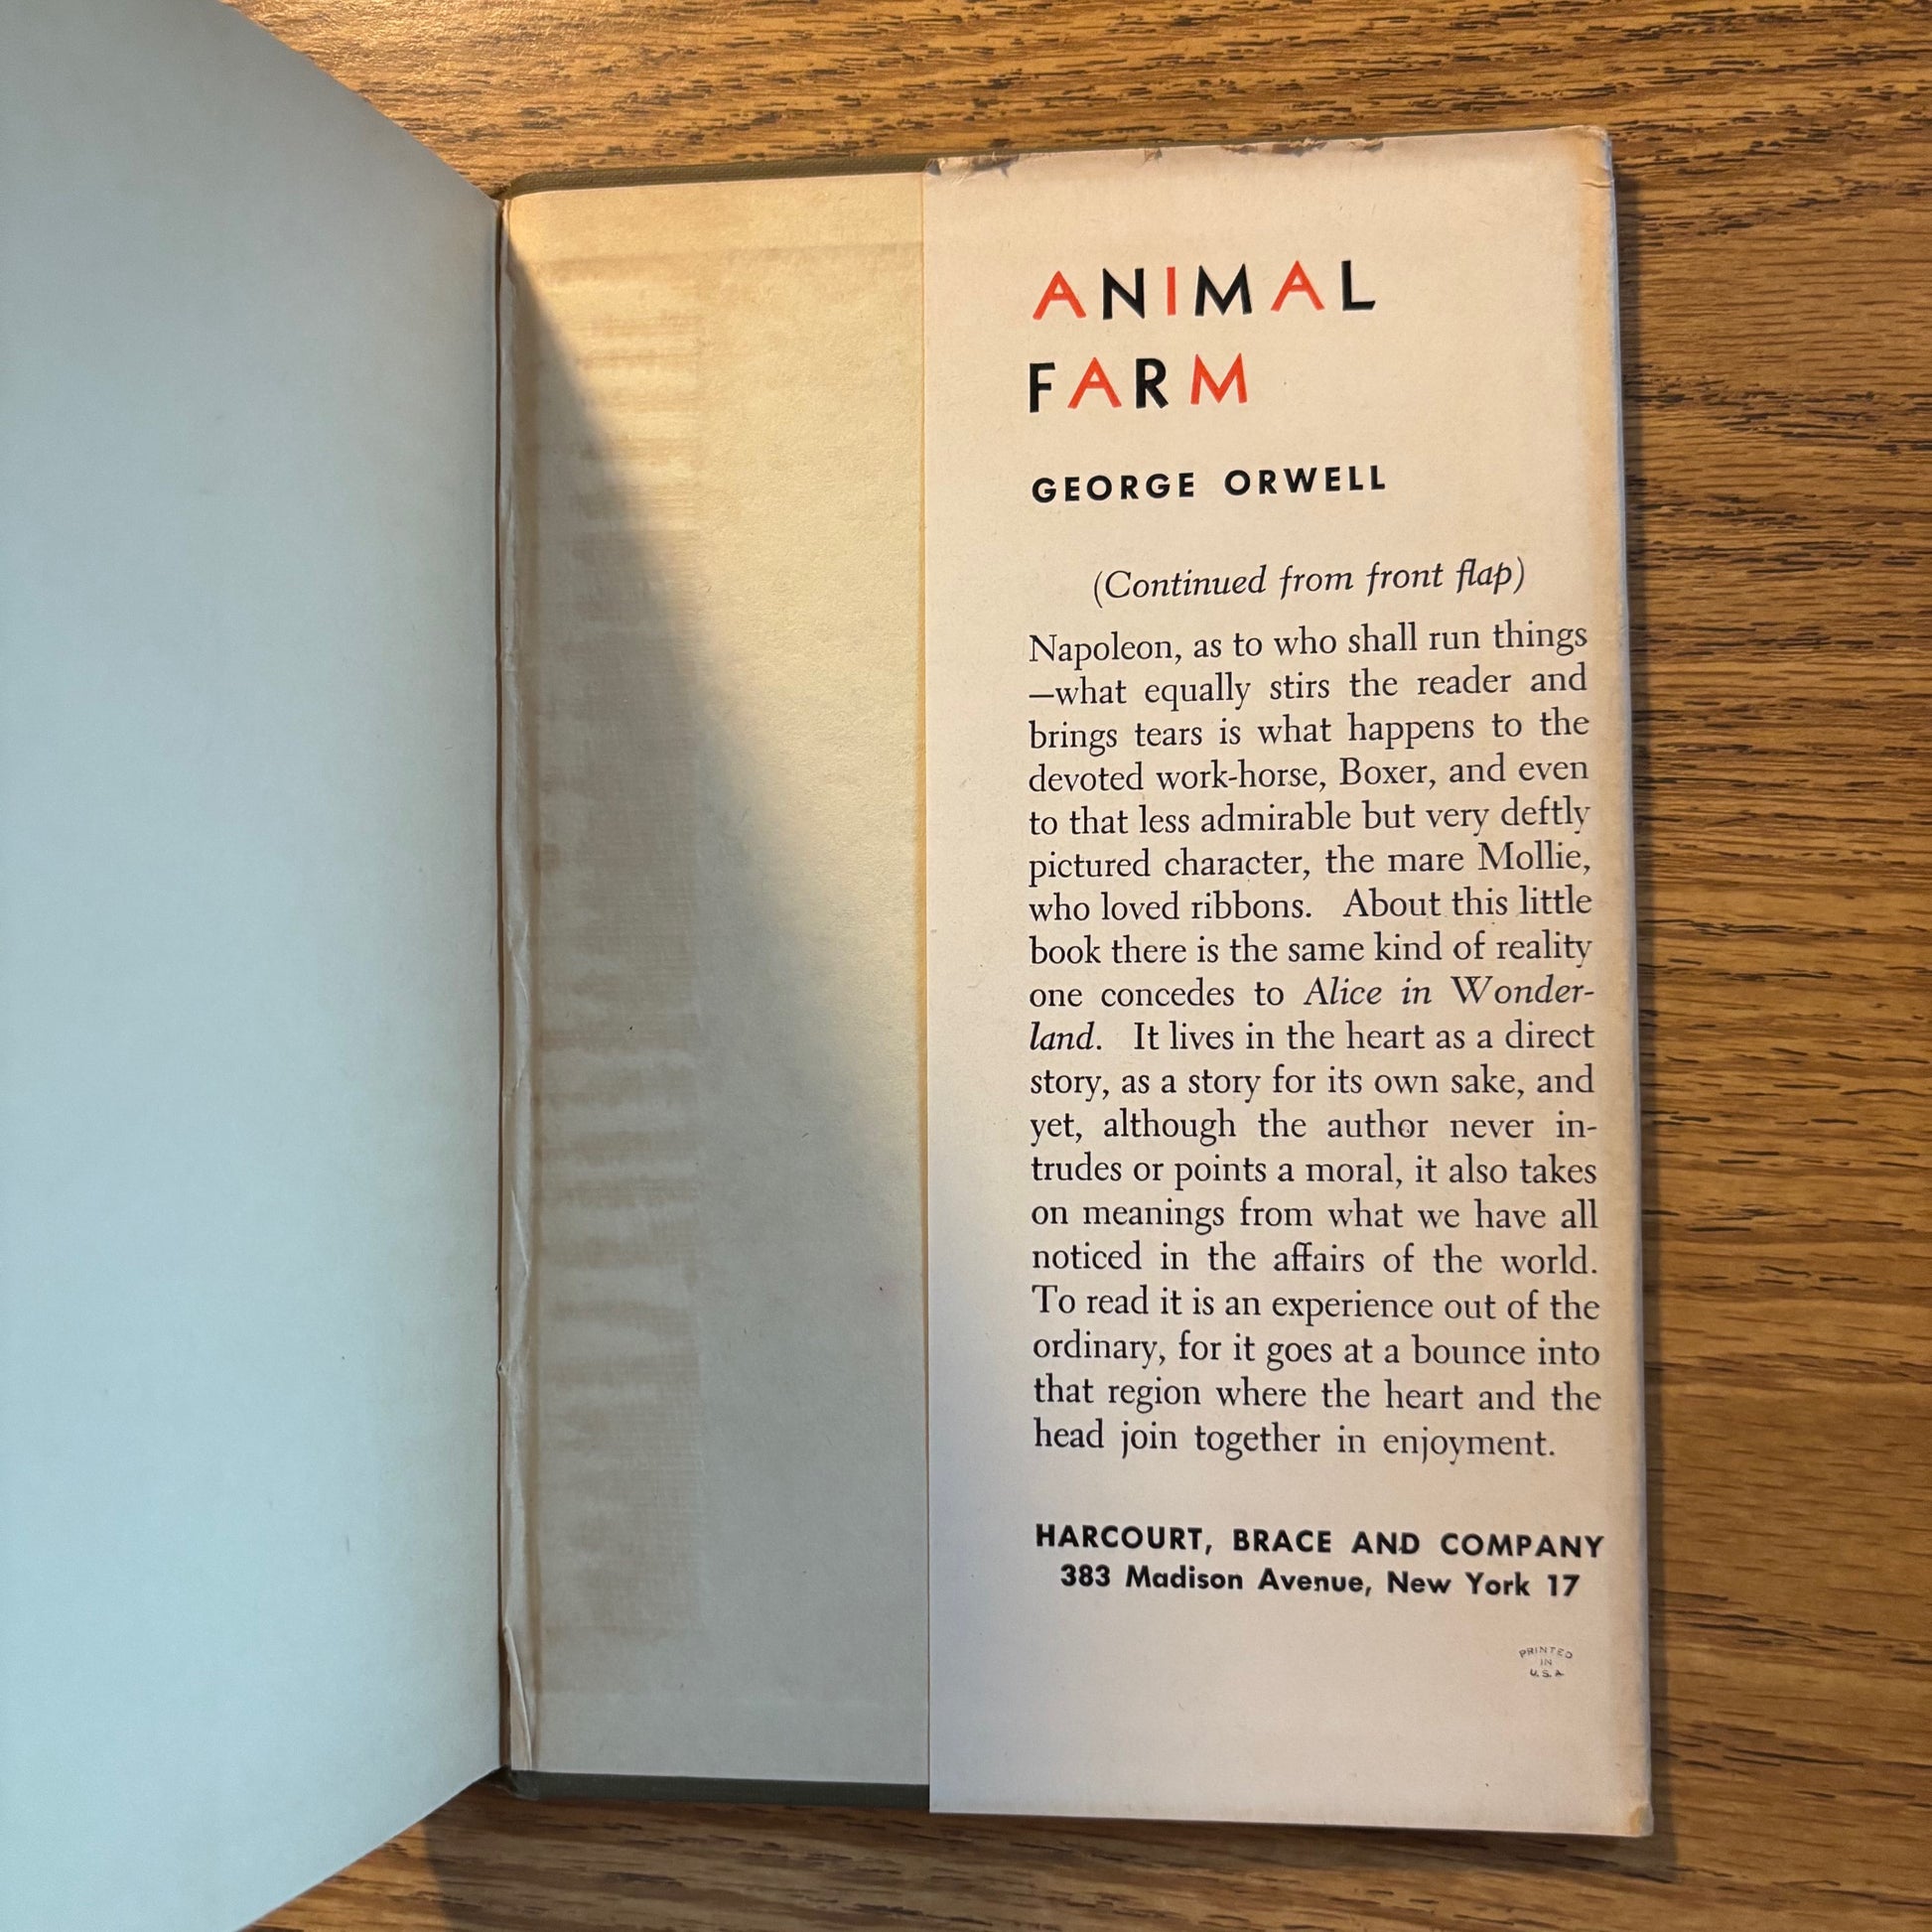 ANIMAL
FARM
GEORGE ORWELL
(Continued from front flap)
Napoleon, as to who shall run things
—what equally stirs the reader and
brings tears is what happens to the
devoted work-horse, Boxer, and even
to that less admirable but very deftly
pictured character, the mare Mollie,
who loved ribbons. About this little
book there is the same kind of reality
one concedes to Alice in Wonder-
land. It lives in the heart as a direct
story, as a story for its own sake, and
yet, although the author never in-
trudes or points a moral, it also takes
on meanings from what we have all
noticed in the affairs of the world.
To read it is an experience out of the
ordinary, for it goes at a bounce into
that region where the heart and the
head join together in enjoyment.
HARCOURT, BRACE AND COMPANY
383 Madison Avenue, New York 17
PRINTED
IN
U.S.A